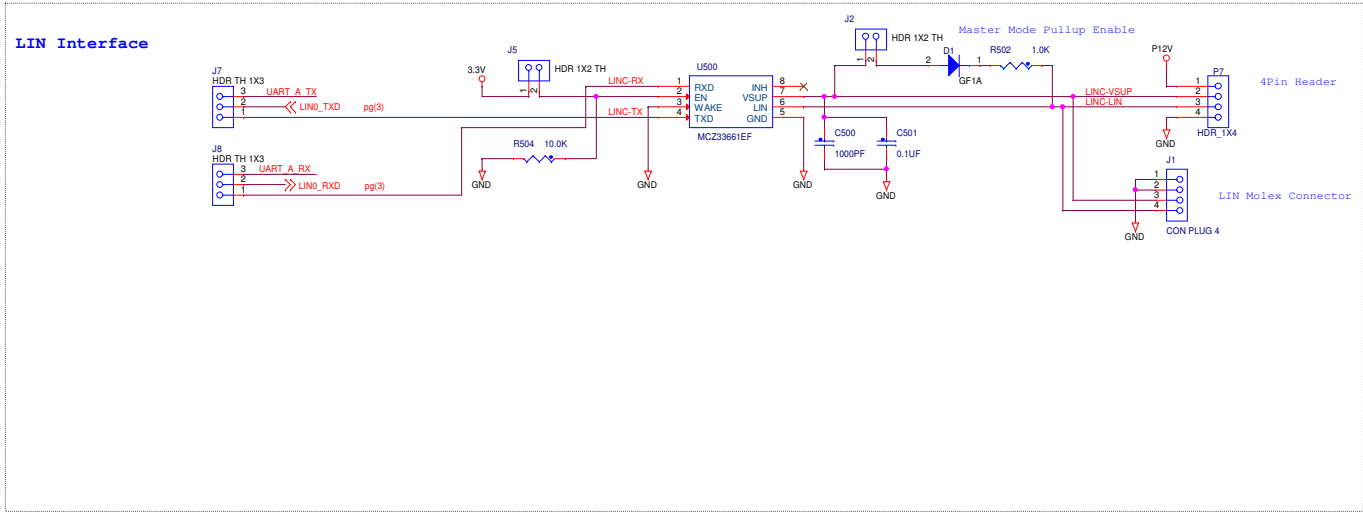 LIN Interface
J2
HDR 1X2 TH
1
2
Master Mode Pullup Enable
D1
2
1
GF1A
R502
1.0K
J5
HDR 1X2 TH
1
2
3.3V
P12V
P7
4Pin Header
1
2
3
4
HDR_1X4
GND
LINC-VSUP
LINC-LIN
J7
HDR TH 1X3
3
2
1
UART_A_TX
LIN0_TXD
pg(3)
LINC-RX
LINC-TX
U500
1
2
3
4
RXD
EN
WAKE
TXD
INH
VSUP
LIN
GND
8
7
6
5
MCZ33661EF
R504
10.0K
GND
GND
GND
C500
1000PF
C501
0.1UF
GND
J8
HDR TH 1X3
3
2
1
UART_A_RX
LIN0_RXD
pg(3)
J1
1
2
3
4
LIN Molex Connector
CON PLUG 4
GND